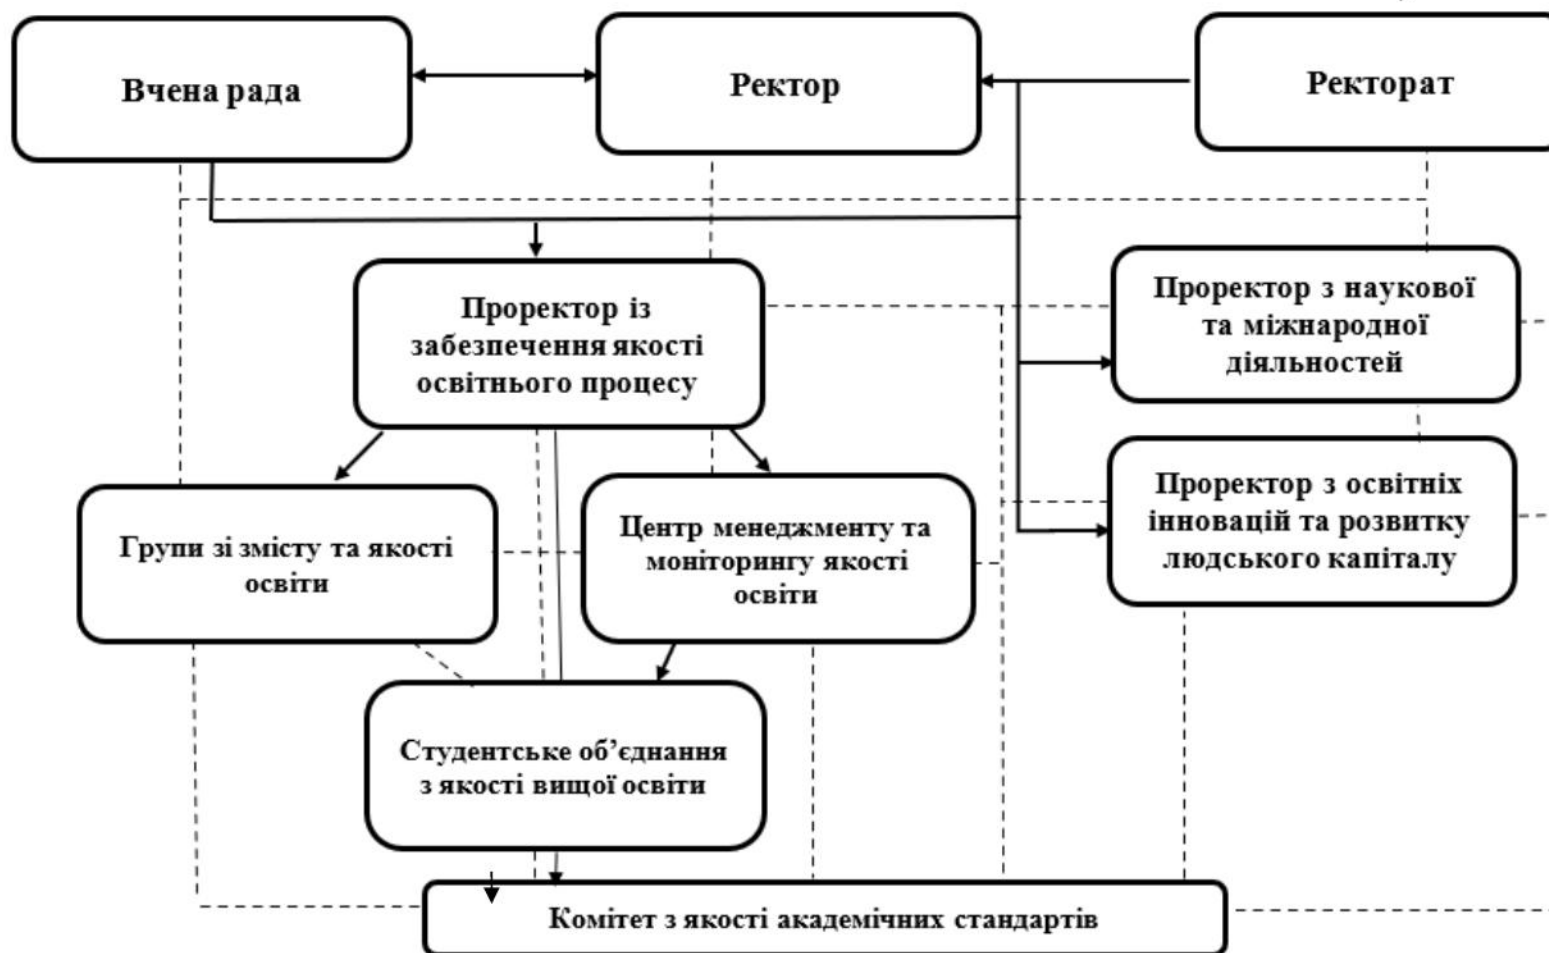 Вчена рада
Ректор
Ректорат
Проректор із
забезпечення якості
освітнього процесу
Проректор з наукової
та міжнародної
діяльностей
Групи зі змісту та якості
освіти
Центр менеджменту та
моніторингу якості
освіти
Проректор з освітніх
інновацій та розвитку
людського капіталу
Студентське об’єднання
з якості вищої освіти
Комітет з якості академічних стандартів